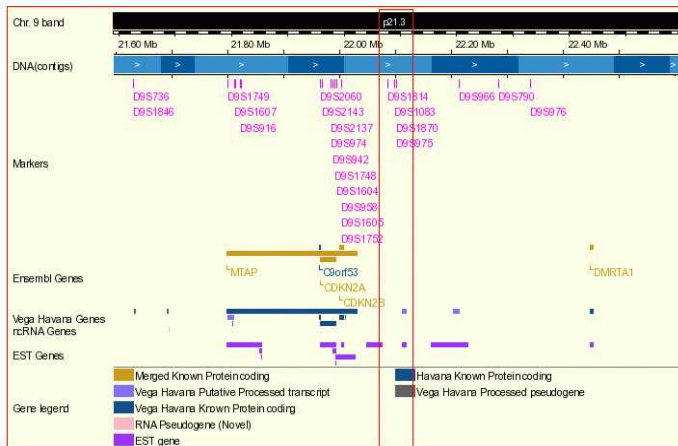 Chr. 9 band
p21.3
21.60 Mb 21.80 Mb 22.00 Mb 22.20 Mb 22.40 Mb
DNA(contigs) > > > > > > > > >
D9S736 D9S1749 D9S2060 D9S1814 D9S966 D9S790
D9S1846 D9S1607 D9S2143 D9S1083 D9S976
D9S916 D9S2137 D9S1870
D9S974 D9S975
D9S942
Markers
D9S1748
D9S1604
D9S958
D9S1605
D9S1752
Ensembl Genes
MTAP C9orf53 DMRTA1
CDKN2A
CDKN2B
Vega Havana Genes
ncRNA Genes
EST Genes
Gene legend
Merged Known Protein coding Havana Known Protein coding
Vega Havana Putative Processed transcript Vega Havana Processed pseudogene
Vega Havana Known Protein coding
RNA Pseudogene (Novel)
EST gene